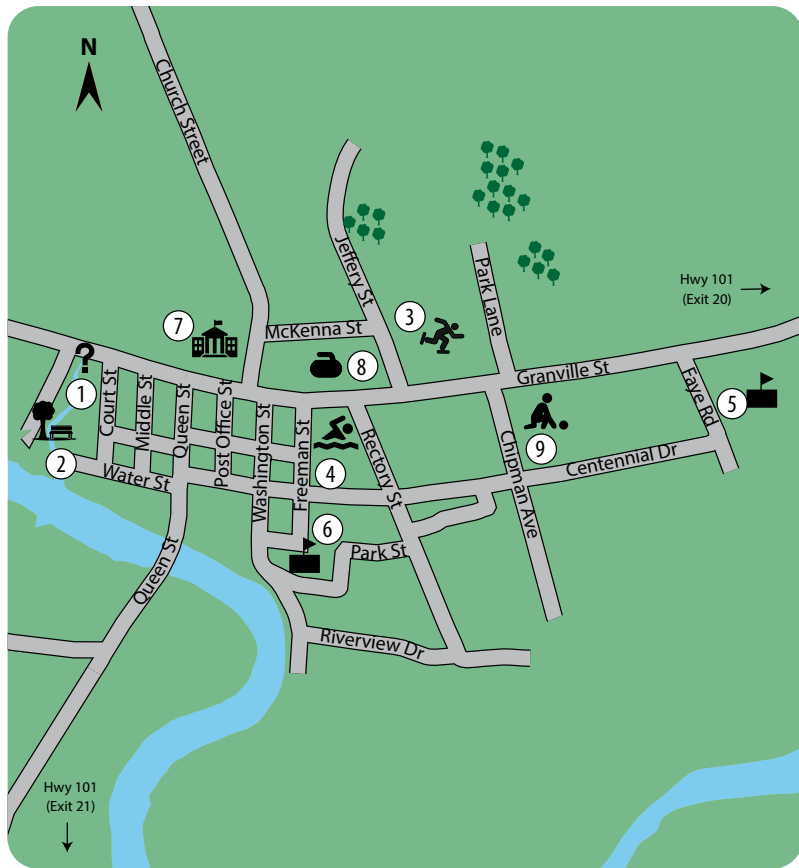 N
Church Street
Jeffery St
Park Lane
Hwy 101
(Exit 20)
7
3
McKenna St
8
?
1
Court St
Middle St
Queen St
Post Office St
Washington St
Freeman St
Granville St
Faye Rd
5
9
Rectory St
Chipman Ave
Centennial Dr
2
Water St
4
6
Park St
Queen St
Riverview Dr
Hwy 101
(Exit 21)